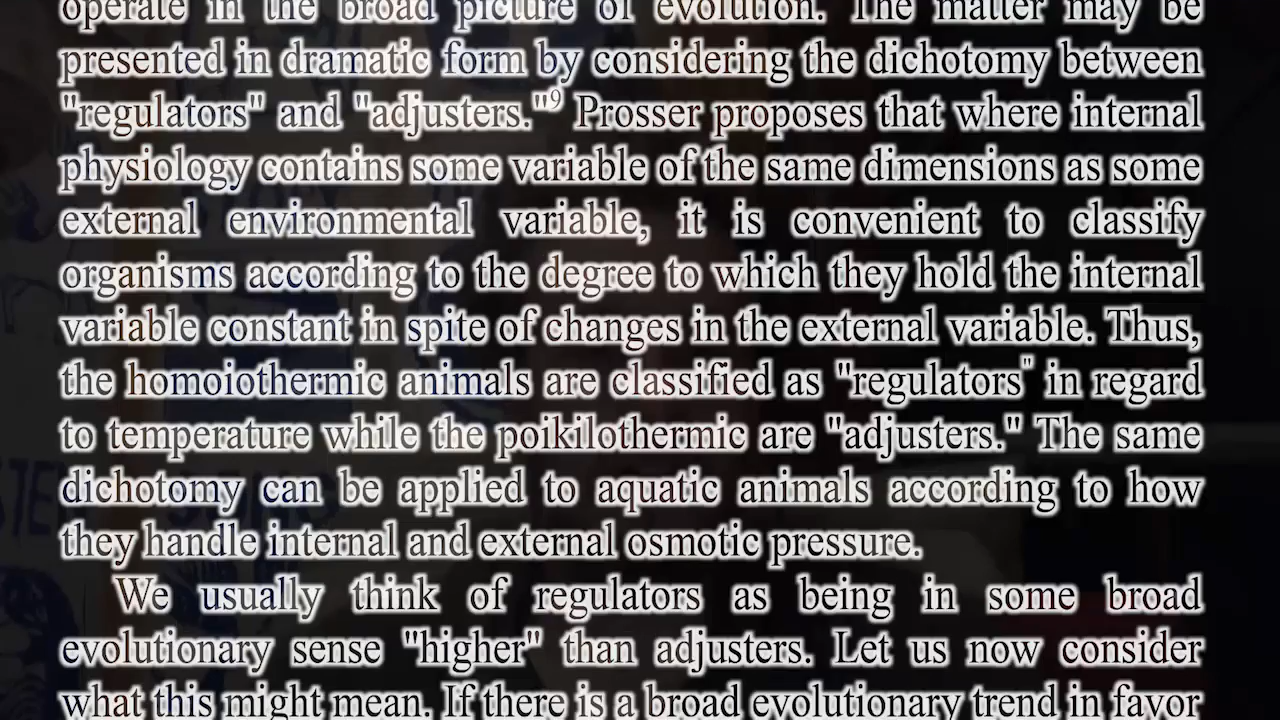 operate in the broad picture of evolution. The matter may be
presented in dramatic form by considering the dichotomy between
"regulators" and "adjusters."9 Prosser proposes that where internal
physiology contains some variable of the same dimensions as some
external environmental variable, it is convenient to classify
organisms according to the degree to which they hold the internal
variable constant in spite of changes in the external variable. Thus,
the homoiothermic animals are classified as "regulators" in regard
to temperature while the poikilothermic are "adjusters." The same
dichotomy can be applied to aquatic animals according to how
they handle internal and external osmotic pressure.
We usually think of regulators as being in some broad
evolutionary sense "higher" than adjusters. Let us now consider
what this might mean. If there is a broad evolutionary trend in favor